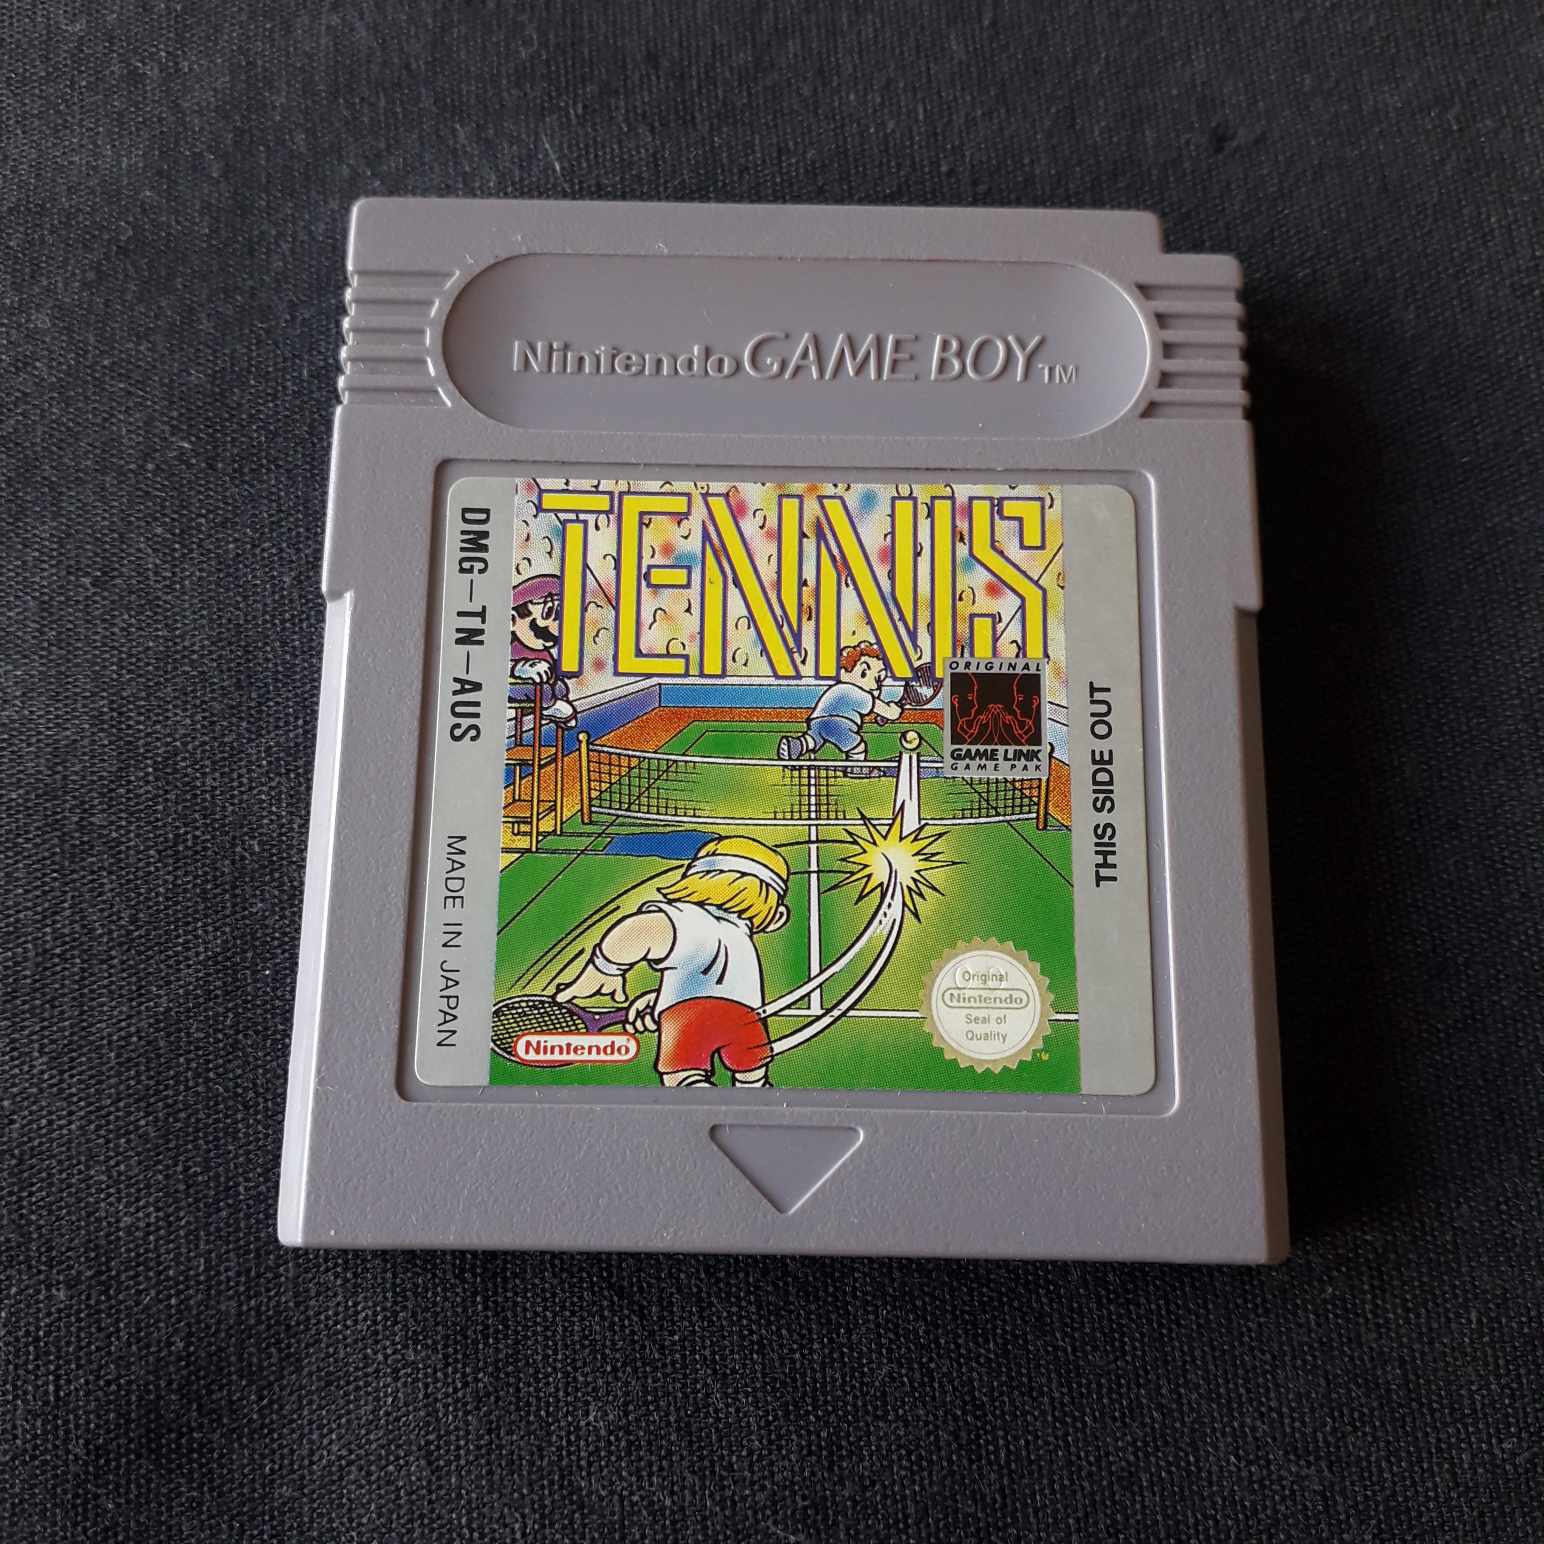 Nintendo GAME BOY™
TENNIS
DMG-TN-AUS
MADE IN JAPAN
ORIGINAL
GAME LINK
GAME PAK
THIS SIDE OUT
Original
Nintendo
Seal of
Quality
Nintendo